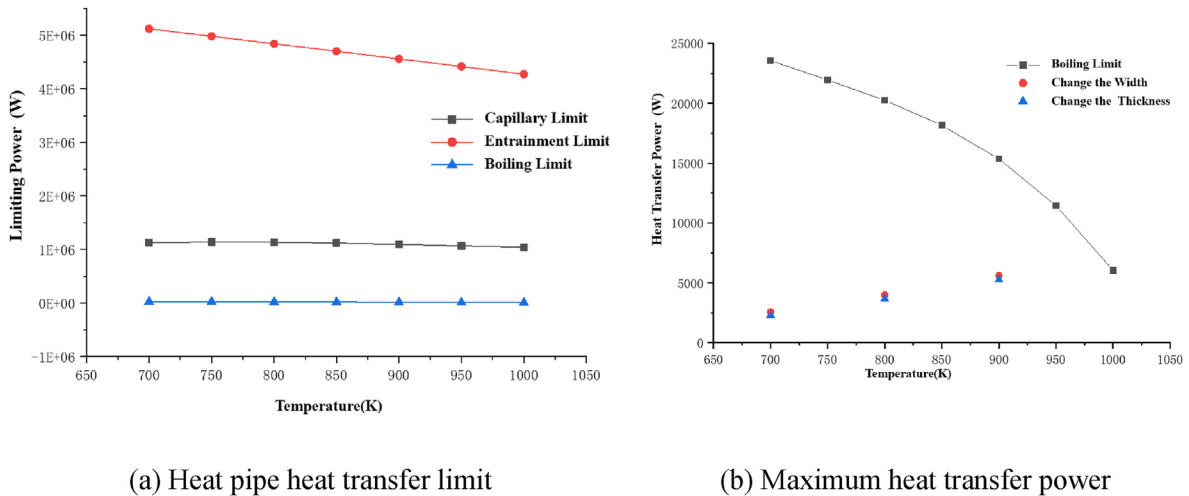 5E+06
4E+06
3E+06
2E+06
1E+06
0E+00
-1E+06
Limiting Power (W)
Capillary Limit
Entrainment Limit
Boiling Limit
650 700 750 800 850 900 950 1000 1050
Temperature(K)
(a) Heat pipe heat transfer limit
25000
20000
15000
10000
5000
0
Heat Transfer Power (W)
Boiling Limit
Change the Width
Change the Thickness
650 700 750 800 850 900 950 1000 1050
Temperature(K)
(b) Maximum heat transfer power